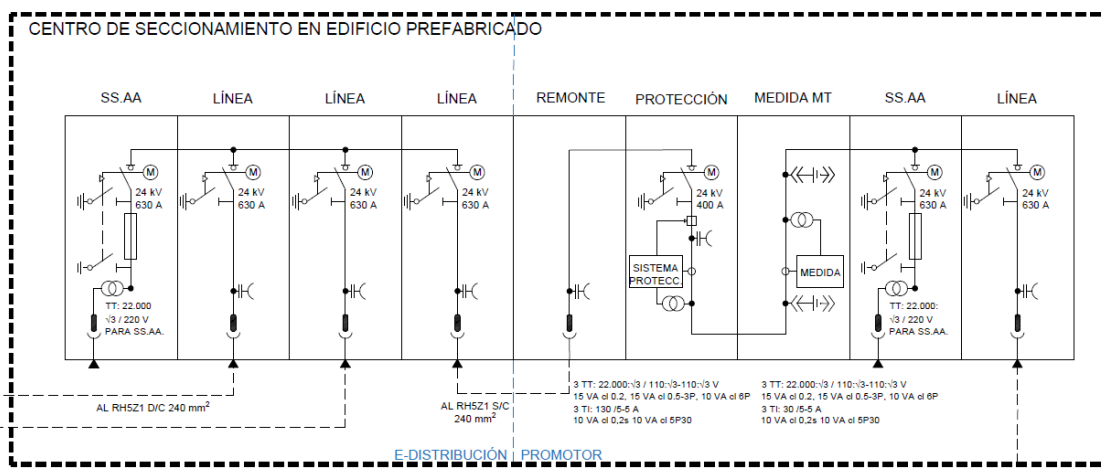 CENTRO DE SECCIONAMIENTO EN EDIFICIO PREFABRICADO
SS.AA
LÍNEA
LÍNEA
LÍNEA
REMONTE
PROTECCIÓN
MEDIDA MT
SS.AA
LÍNEA
M
24 kV
630 A
M
24 kV
630 A
M
24 kV
630 A
M
24 kV
630 A
M
24 kV
400 A
M
24 kV
630 A
M
24 kV
630 A
SISTEMA
PROTECC.
MEDIDA
TT: 22.000
√3 / 220 V
PARA SS.AA.
TT: 22.000:
√3 / 220 V
PARA SS.AA.
AL RH5Z1 D/C 240 mm²
AL RH5Z1 S/C
240 mm²
3 TT: 22.000:√3 / 110:√3-110:√3 V
15 VA cl 0.2, 15 VA cl 0.5-3P, 10 VA cl 6P
3 TI: 130 /5-5 A
10 VA cl 0,2s 10 VA cl 5P30
3 TT: 22.000:√3 / 110:√3-110:√3 V
15 VA cl 0.2, 15 VA cl 0.5-3P, 10 VA cl 6P
3 TI: 30 /5-5 A
10 VA cl 0,2s 10 VA cl 5P30
E-DISTRIBUCIÓN
PROMOTOR